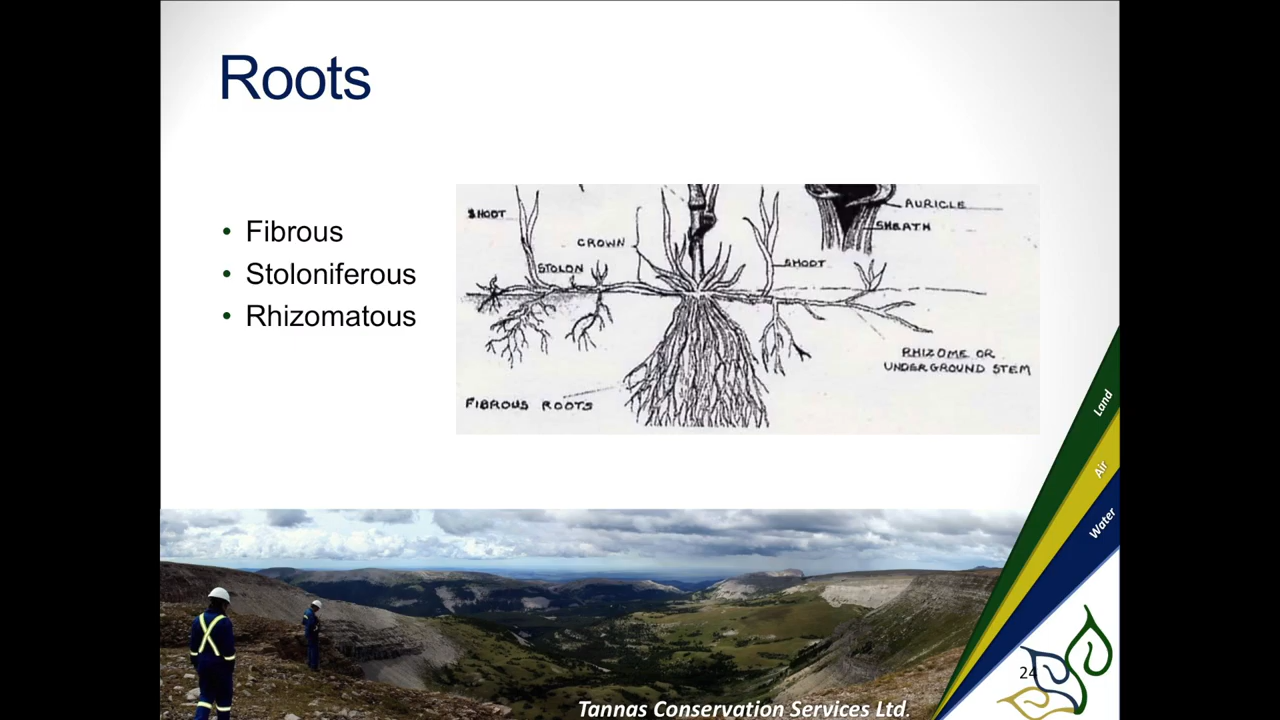 Roots
• Fibrous
• Stoloniferous
• Rhizomatous
SHOOT
CROWN
STOLON
SHOOT
AURICLE
SHEATH
RHIZOME OR
UNDERGROUND STEM
FIBROUS ROOTS
Land
Air
Water
24
Tannas Conservation Services Ltd.